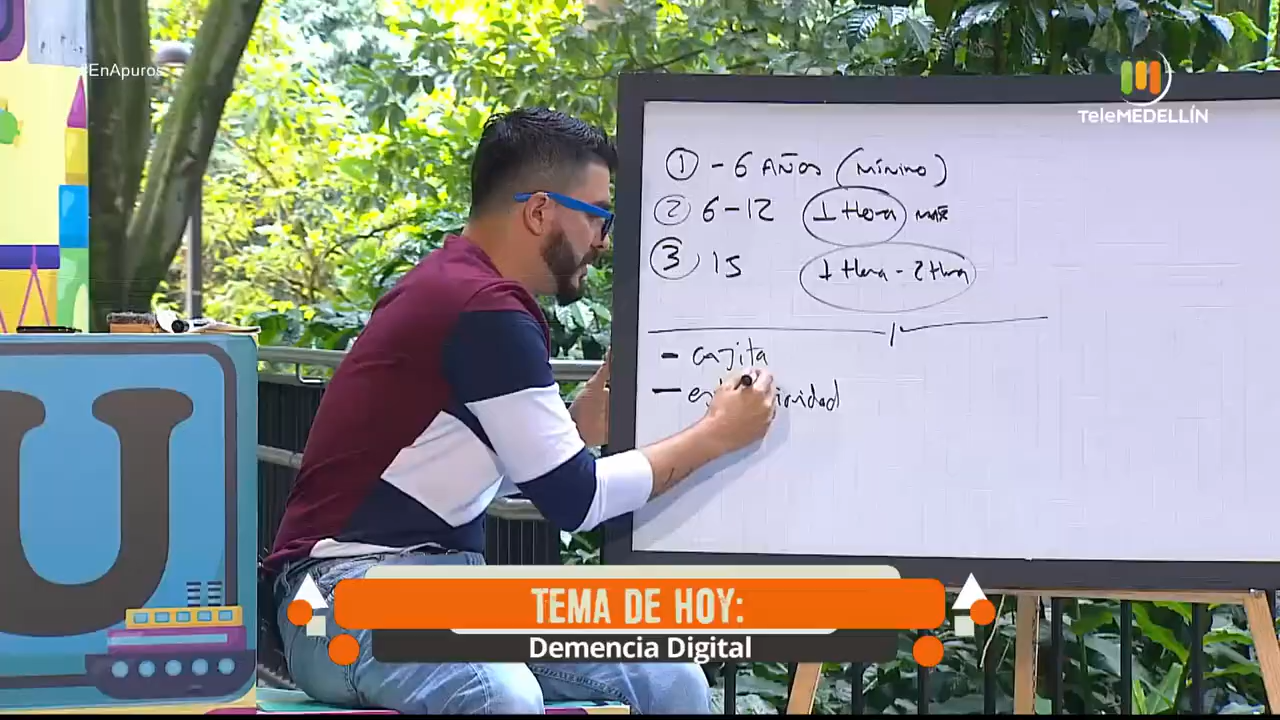 #EnApuros
TeleMEDELLÍN
① - 6 AÑOS (mínimo)
② 6-12 1 Hora max
③ 15 1 Hora - 2 Hora
- cajita
U
TEMA DE HOY:
Demencia Digital